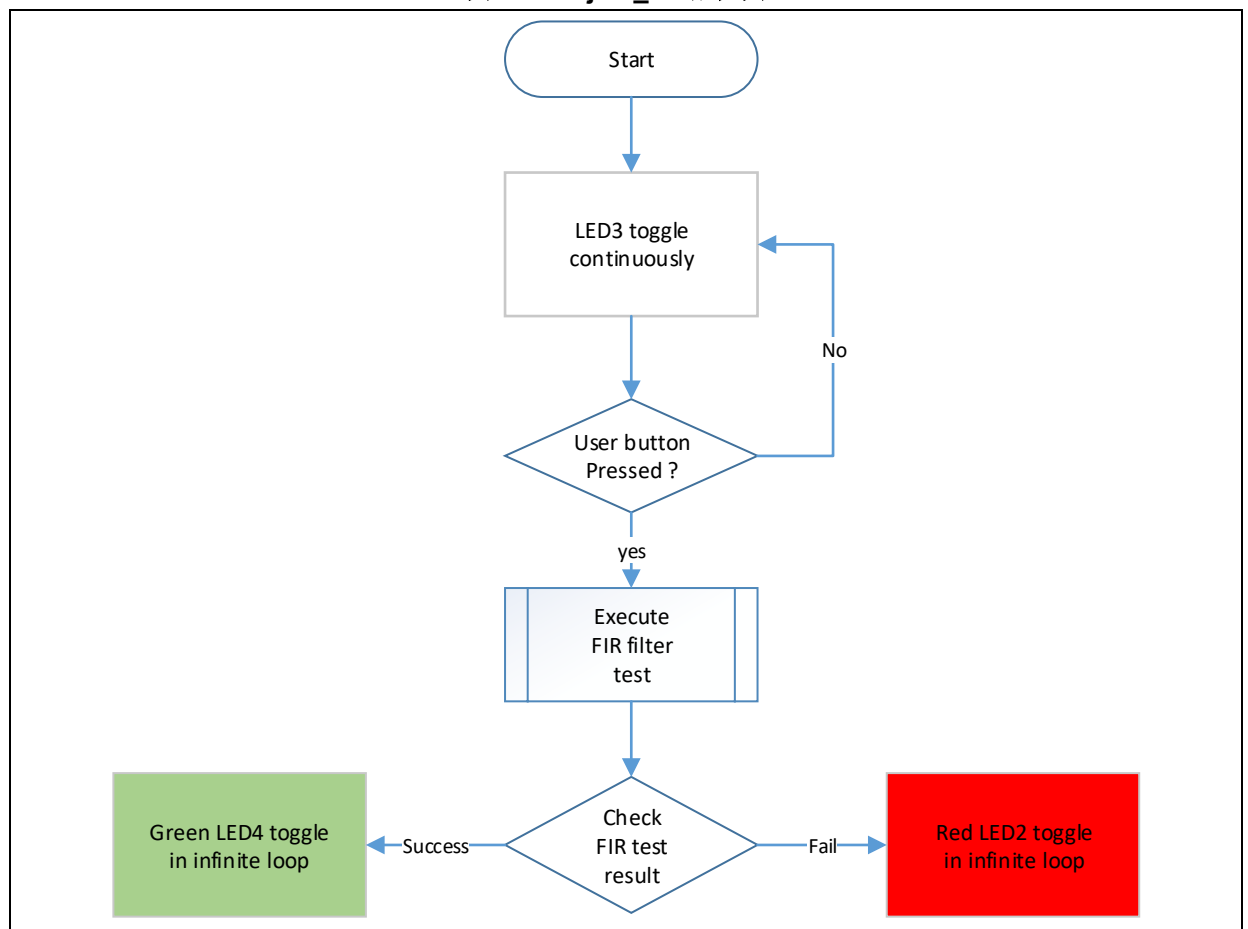 Start
LED3 toggle
continuously
No
User button
Pressed ?
yes
Execute
FIR filter
test
Check
FIR test
result
Success
Fail
Green LED4 toggle
in infinite loop
Red LED2 toggle
in infinite loop